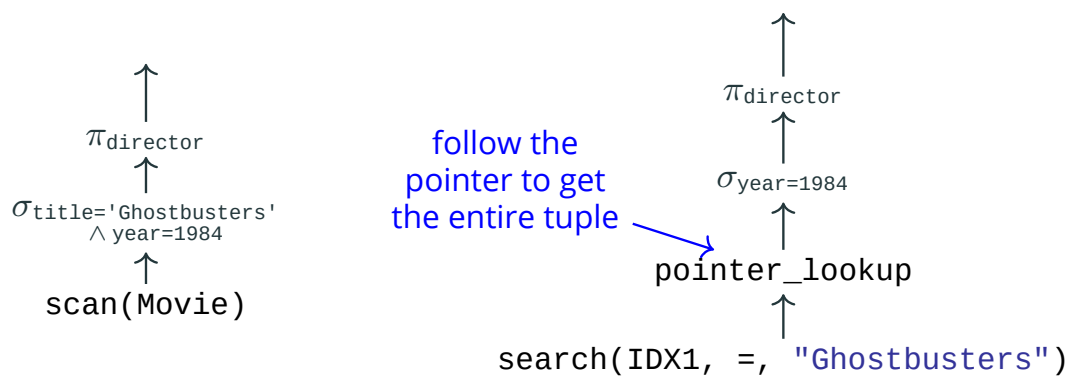 π director
σ title='Ghostbusters'
∧ year=1984
scan(Movie)
follow the
pointer to get
the entire tuple
π director
σ year=1984
pointer_lookup
search(IDX1, =, "Ghostbusters")